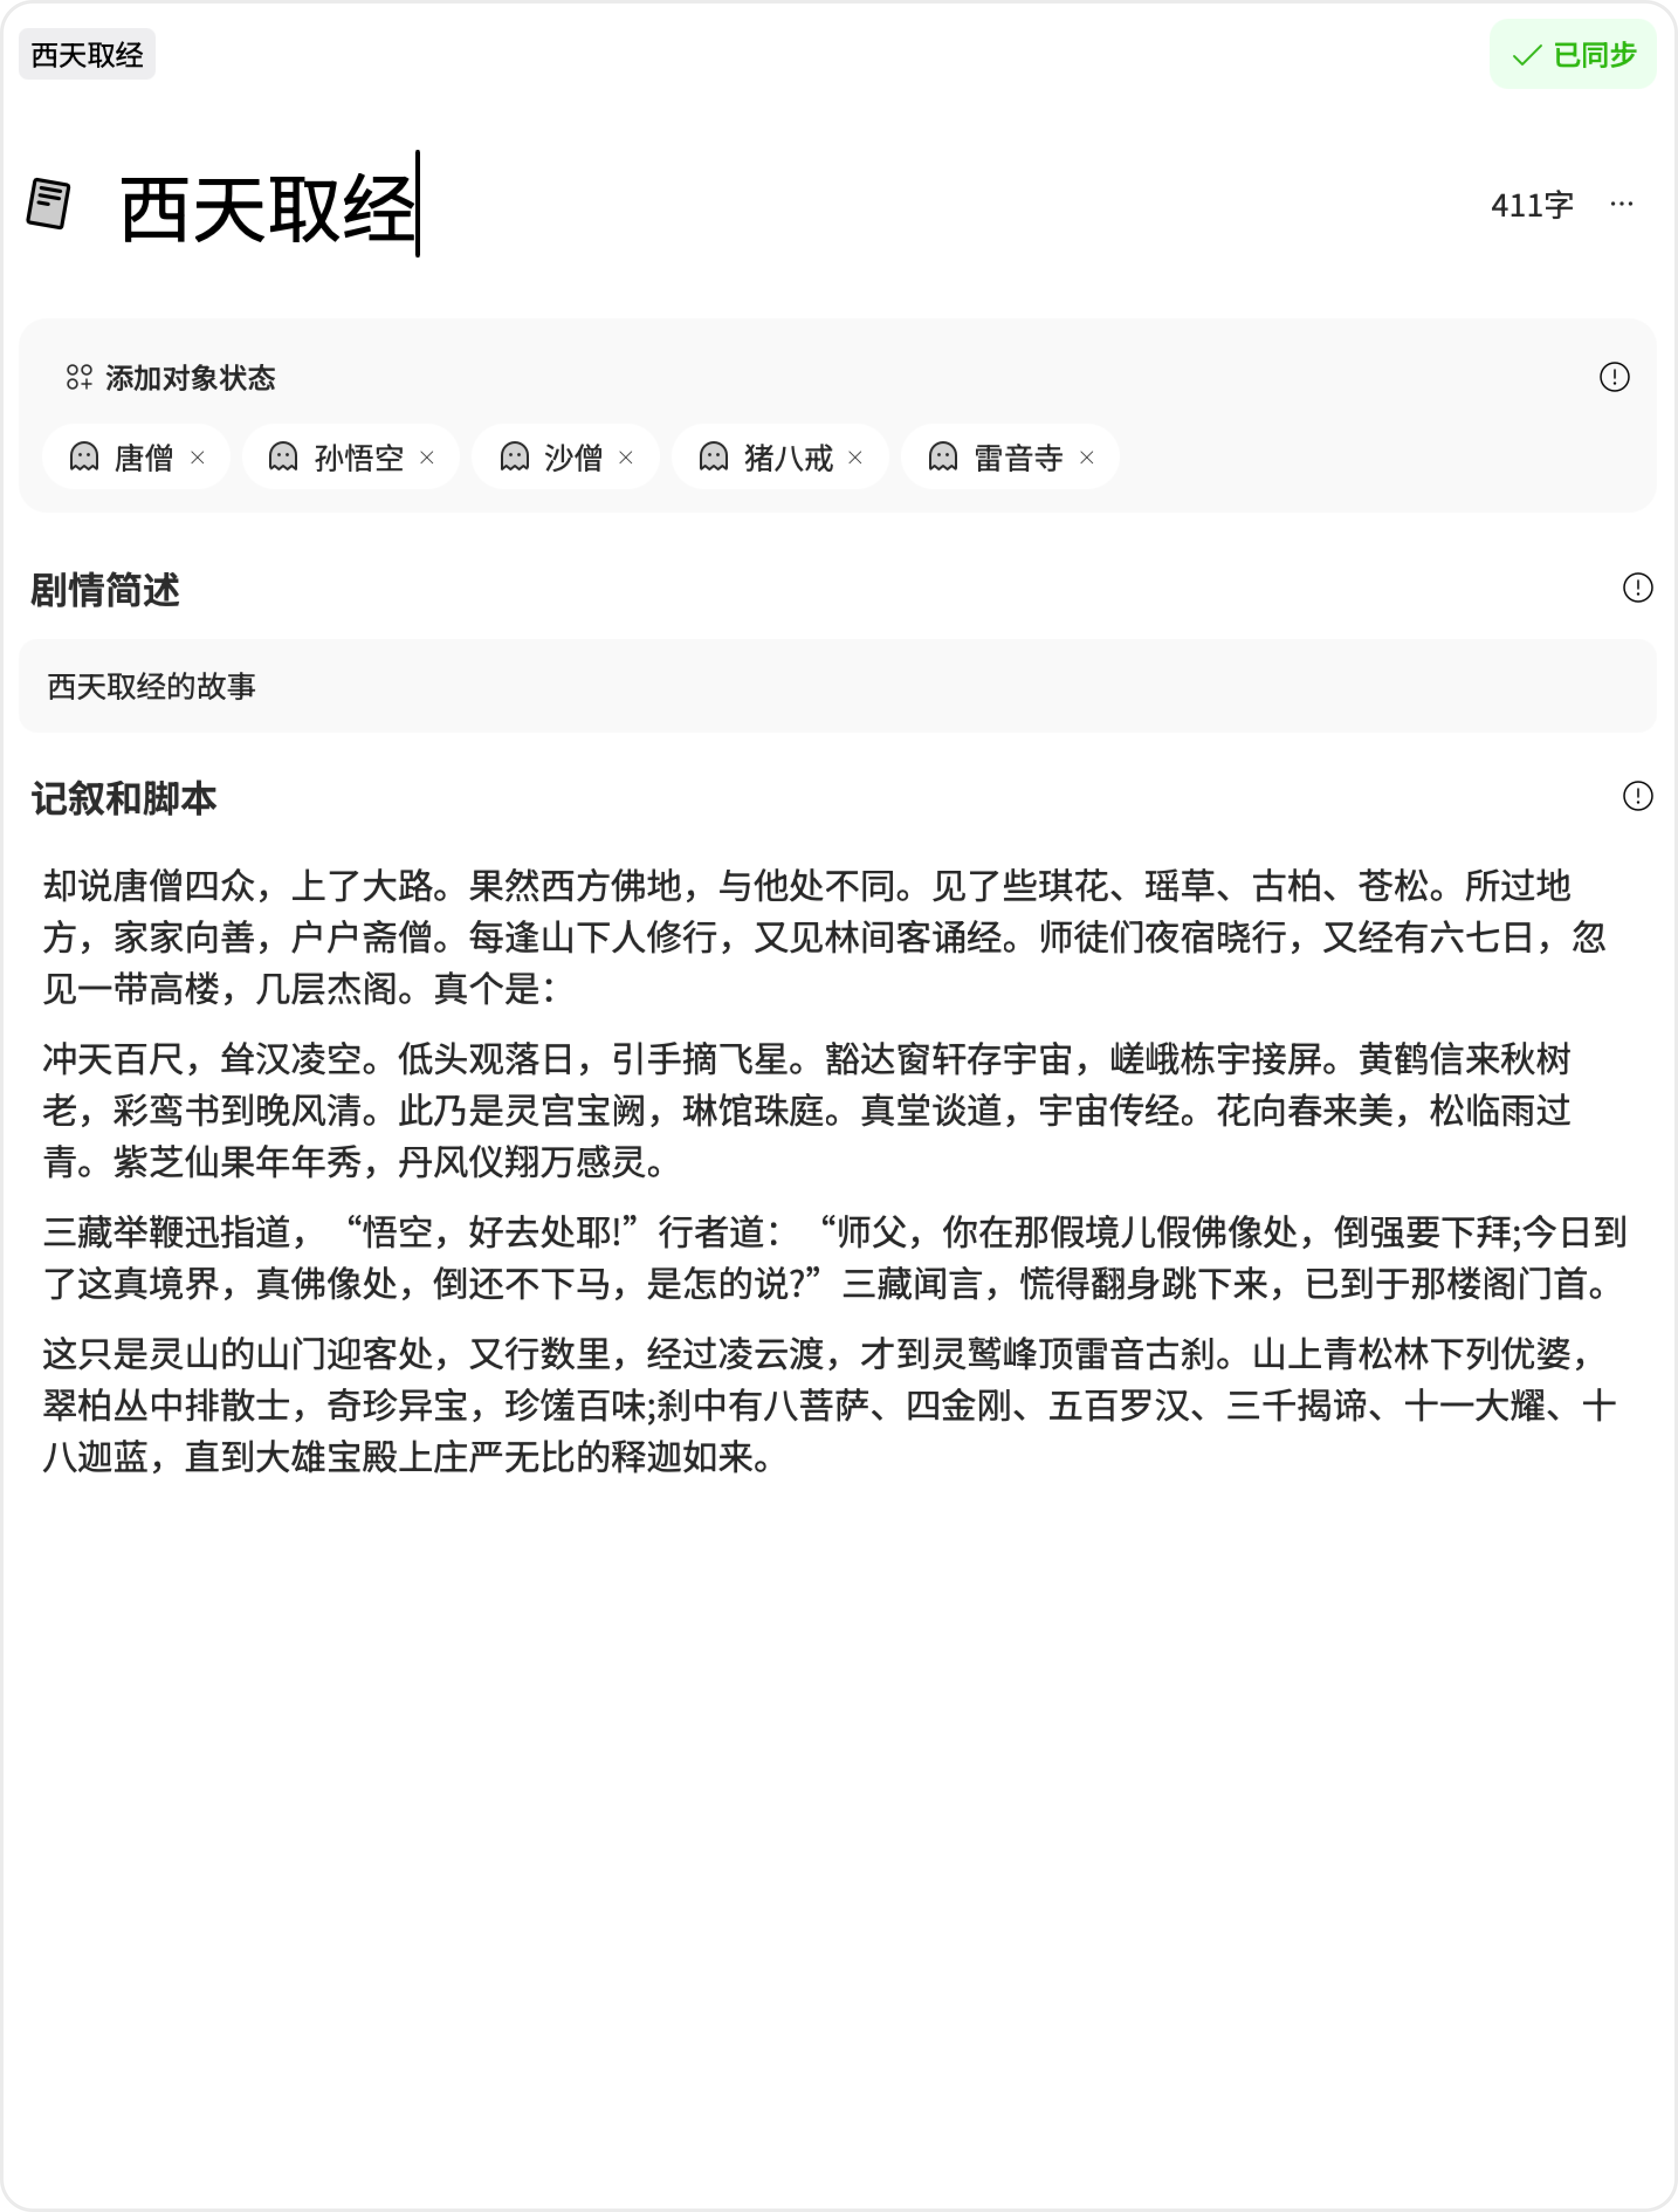 西天取经
已同步
西天取经
411字
添加对象状态
唐僧 孙悟空 沙僧 猪八戒 雷音寺
剧情简述
西天取经的故事
记叙和脚本
却说唐僧四众，上了大路。果然西方佛地，与他处不同。见了些琪花、瑶草、古柏、苍松。所过地
方，家家向善，户户斋僧。每逢山下人修行，又见林间客诵经。师徒们夜宿晓行，又经有六七日，忽
见一带高楼，几层杰阁。真个是：
冲天百尺，耸汉凌空。低头观落日，引手摘飞星。豁达窗轩存宇宙，嵯峨栋宇接屏。黄鹤信来秋树
老，彩鸾书到晚风清。此乃是灵宫宝阙，琳馆珠庭。真堂谈道，宇宙传经。花向春来美，松临雨过
青。紫芝仙果年年秀，丹风仪翔万感灵。
三藏举鞭迅指道，“悟空，好去处耶!”行者道：“师父，你在那假境儿假佛像处，倒强要下拜;今日到
了这真境界，真佛像处，倒还不下马，是怎的说?”三藏闻言，慌得翻身跳下来，已到于那楼阁门首。
这只是灵山的山门迎客处，又行数里，经过凌云渡，才到灵鹫峰顶雷音古刹。山上青松林下列优婆，
翠柏丛中排散士，奇珍异宝，珍馐百味;刹中有八菩萨、四金刚、五百罗汉、三千揭谛、十一大耀、十
八迦蓝，直到大雄宝殿上庄严无比的释迦如来。